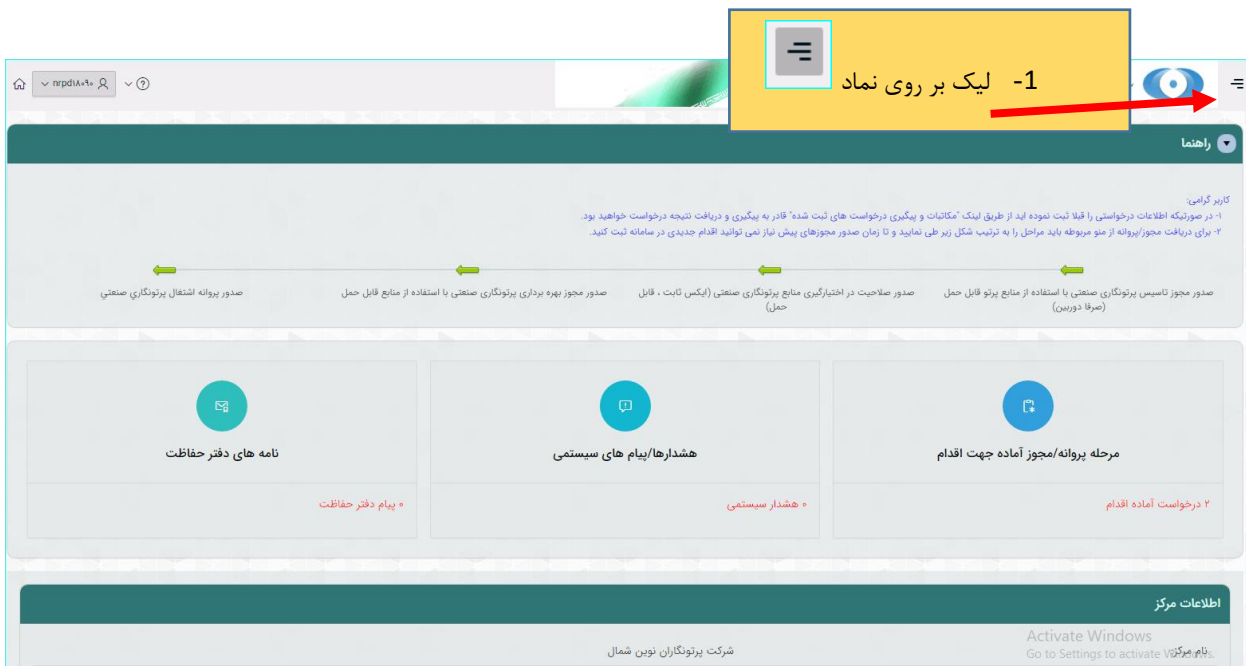 1- لیک بر روی نماد
nrpd۱۸۰۹۰
راهنما
کاربر گرامی:
۱- در صورتیکه اطلاعات درخواستی را قبلا ثبت نموده اید از طریق لینک "مکاتبات و پیگیری درخواست های ثبت شده" قادر به پیگیری و دریافت نتیجه درخواست خواهید بود.
۲- برای دریافت مجوز/پروانه از منو مربوطه باید مراحل را به ترتیب شکل زیر طی نمایید و تا زمان صدور مجوزهای پیش نیاز نمی توانید اقدام جدیدی در سامانه ثبت کنید.
صدور مجوز تاسیس پرتونگاری صنعتی با استفاده از منابع پرتو قابل حمل
(صرفا دوربین)
صدور صلاحیت در اختیارگیری منابع پرتونگاری صنعتی (ایکس ثابت ، قابل
حمل)
صدور مجوز بهره برداری پرتونگاری صنعتی با استفاده از منابع قابل حمل
صدور پروانه اشتغال پرتونگاري صنعتي
مرحله پروانه/مجوز آماده جهت اقدام
هشدارها/پیام های سیستمی
نامه های دفتر حفاظت
۲ درخواست آماده اقدام
۰ هشدار سیستمی
۰ پیام دفتر حفاظت
اطلاعات مرکز
نام مرکز:
شرکت پرتونگاران نوین شمال
Activate Windows
Go to Settings to activate Windows.